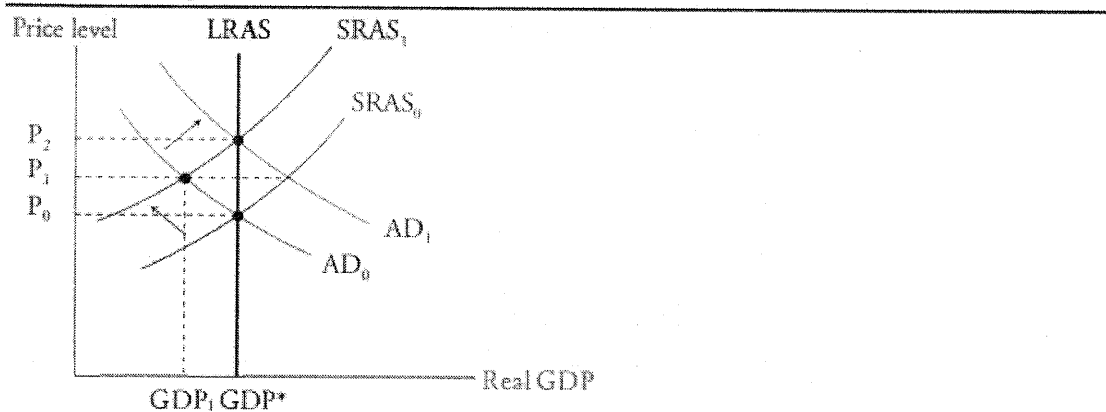 Price level LRAS SRAS₁
SRAS₀
P₂
P₁
P₀
AD₁
AD₀
Real GDP
GDP₁ GDP*